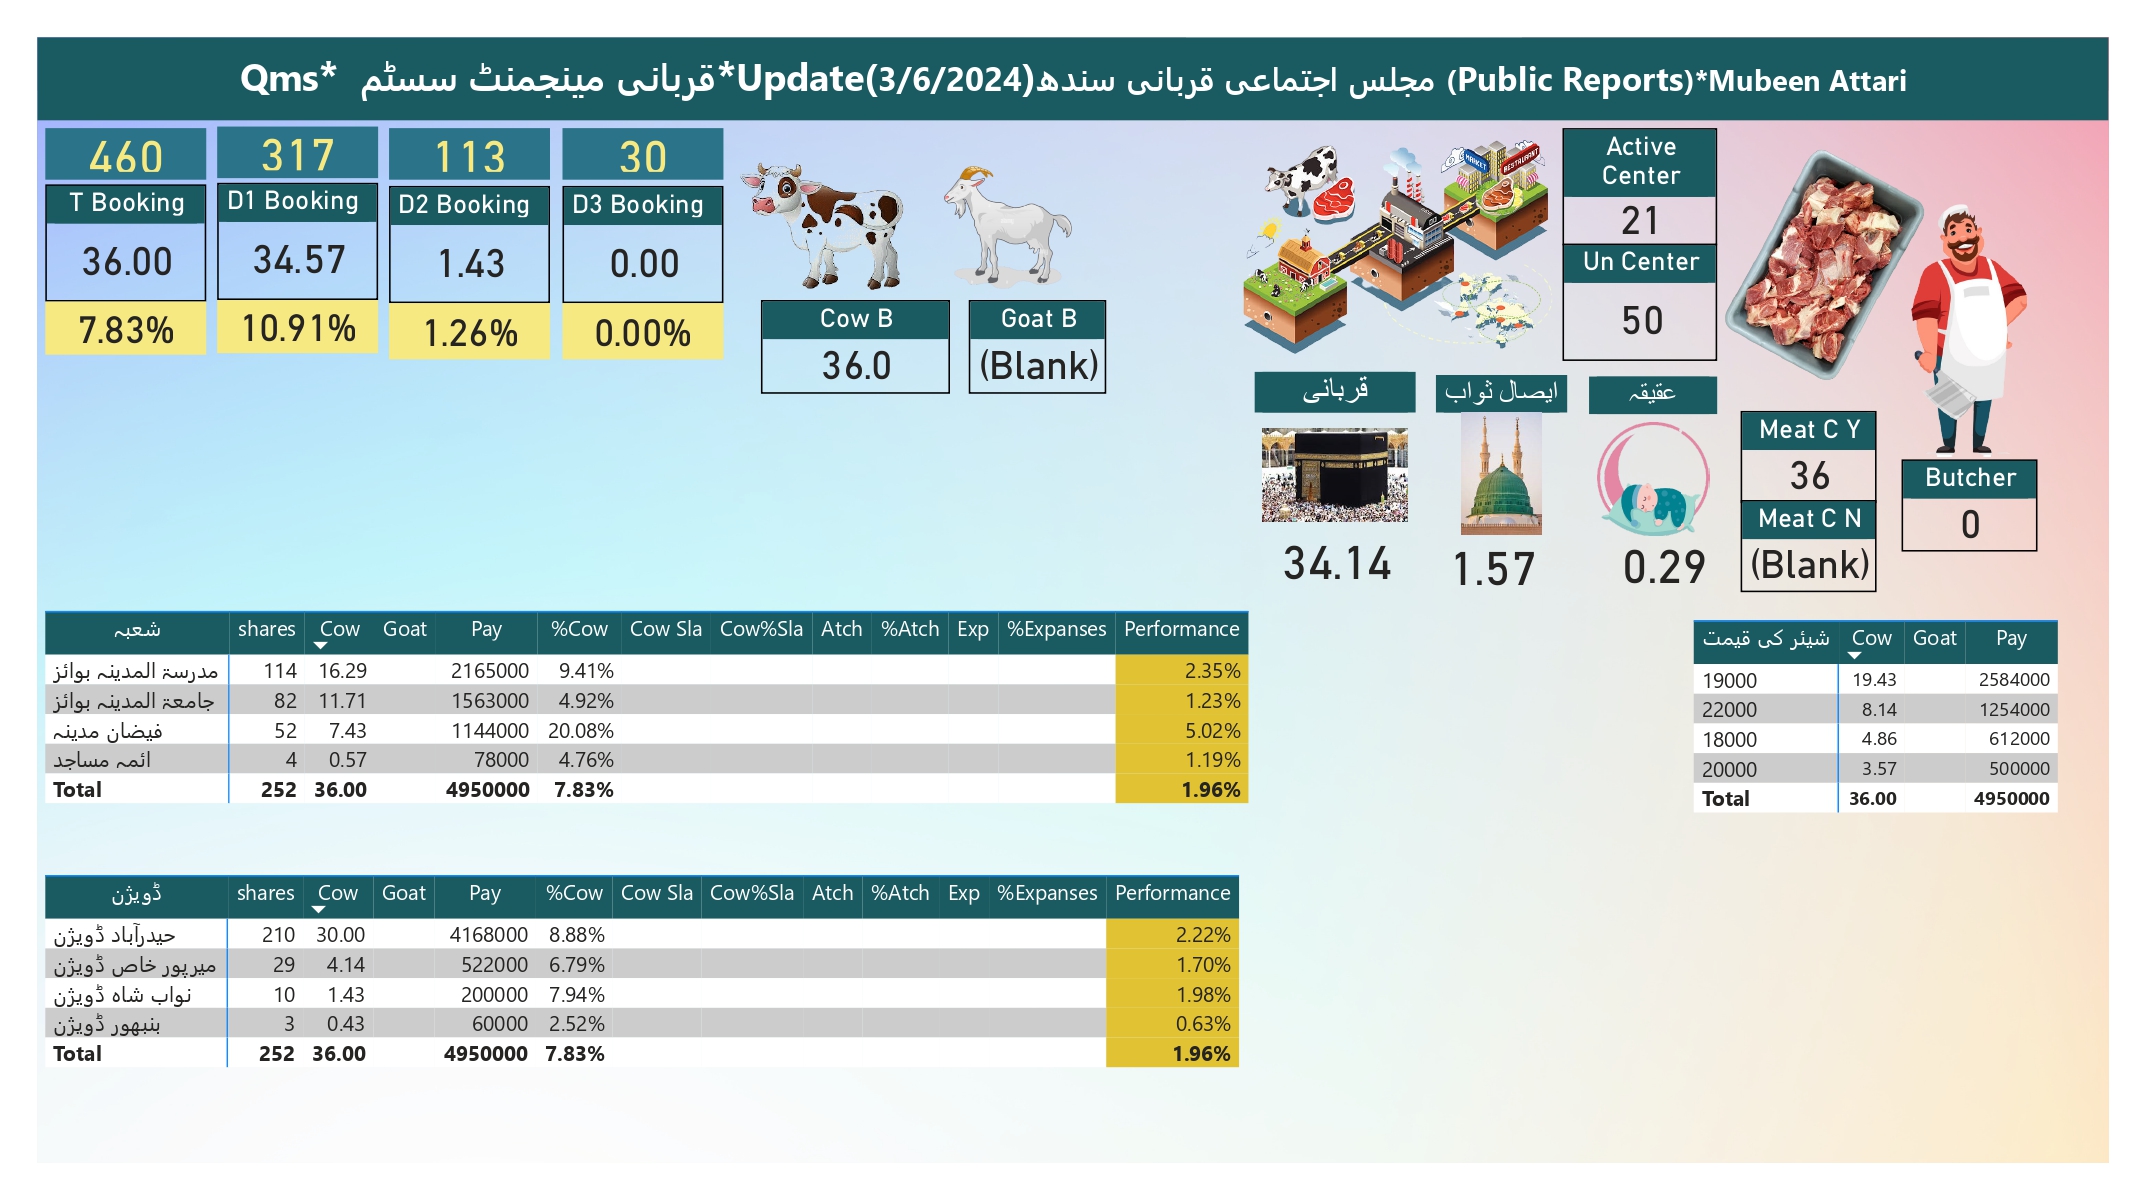 Qms* قربانی مینجمنٹ سسٹم*Update(3/6/2024)مجلس اجتماعی قربانی سندھ (Public Reports)*Mubeen Attari
460 317 113 30
T Booking D1 Booking D2 Booking D3 Booking
36.00 34.57 1.43 0.00
7.83% 10.91% 1.26% 0.00%
Cow B Goat B
36.0 (Blank)
MARKET RESTAURANT
Active Center
21
Un Center
50
قربانی ایصال ثواب عقیقہ
34.14 1.57 0.29
Meat C Y
36
Meat C N
(Blank)
Butcher
0
شعبہ shares Cow Goat Pay %Cow Cow Sla Cow%Sla Atch %Atch Exp %Expanses Performance
مدرسۃ المدینہ بوائز 114 16.29 2165000 9.41% 2.35%
جامعۃ المدینہ بوائز 82 11.71 1563000 4.92% 1.23%
فیضان مدینہ 52 7.43 1144000 20.08% 5.02%
ائمہ مساجد 4 0.57 78000 4.76% 1.19%
Total 252 36.00 4950000 7.83% 1.96%
شیئر کی قیمت Cow Goat Pay
19000 19.43 2584000
22000 8.14 1254000
18000 4.86 612000
20000 3.57 500000
Total 36.00 4950000
ڈویژن shares Cow Goat Pay %Cow Cow Sla Cow%Sla Atch %Atch Exp %Expanses Performance
حیدرآباد ڈویژن 210 30.00 4168000 8.88% 2.22%
میرپور خاص ڈویژن 29 4.14 522000 6.79% 1.70%
نواب شاہ ڈویژن 10 1.43 200000 7.94% 1.98%
بنبھور ڈویژن 3 0.43 60000 2.52% 0.63%
Total 252 36.00 4950000 7.83% 1.96%